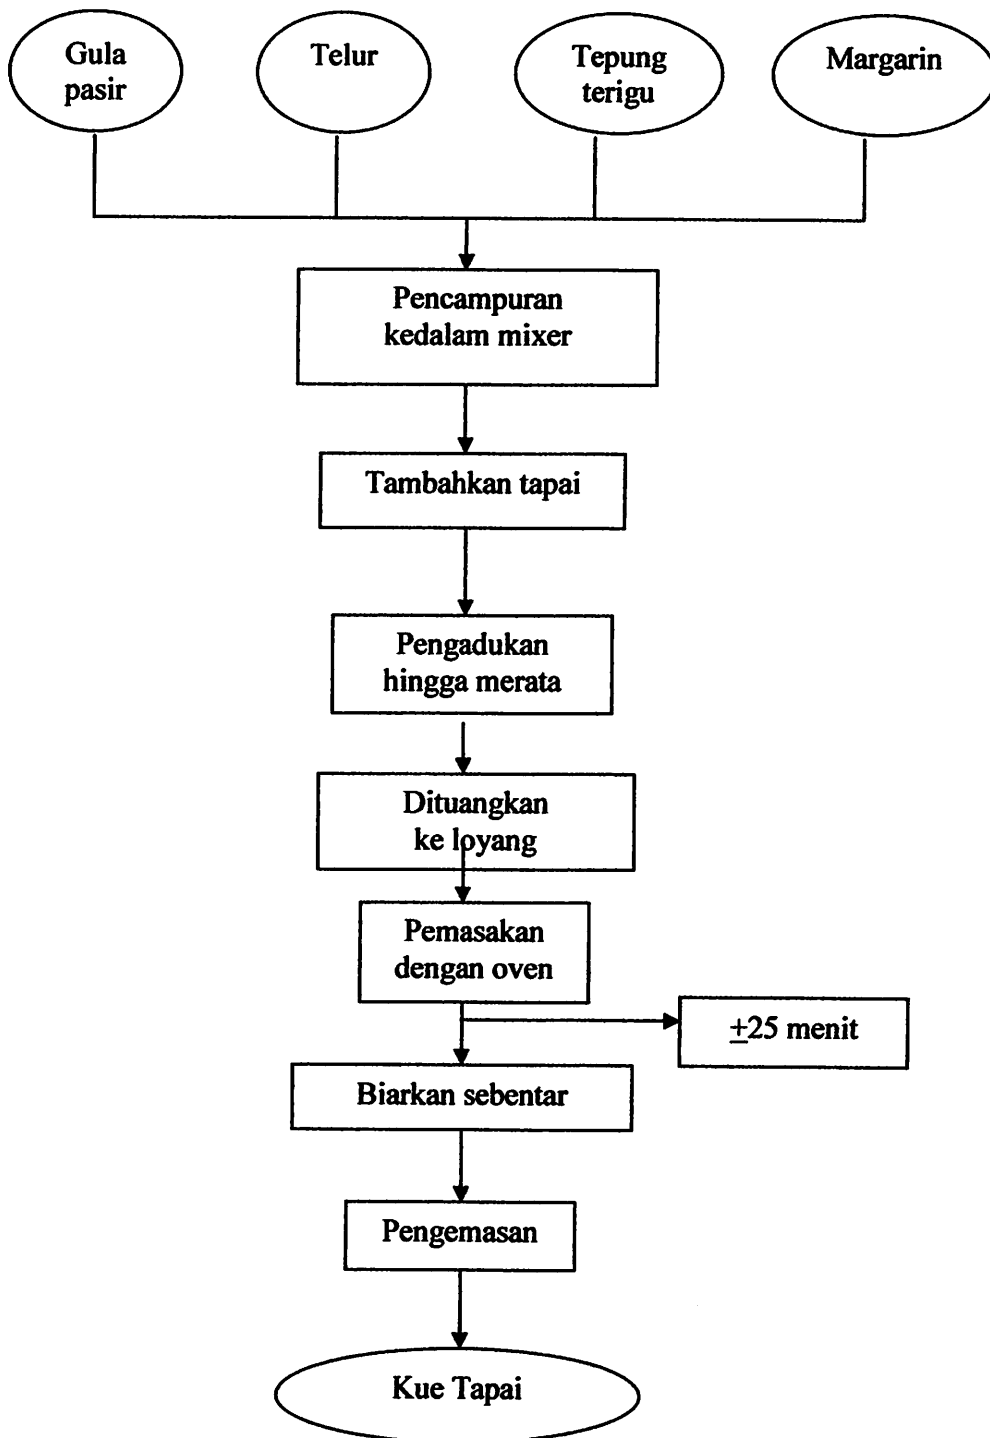 Gula
pasir
Telur
Tepung
terigu
Margarin
Pencampuran
kedalam mixer
Tambahkan tapai
Pengadukan
hingga merata
Dituangkan
ke loyang
Pemasakan
dengan oven
±25 menit
Biarkan sebentar
Pengemasan
Kue Tapai